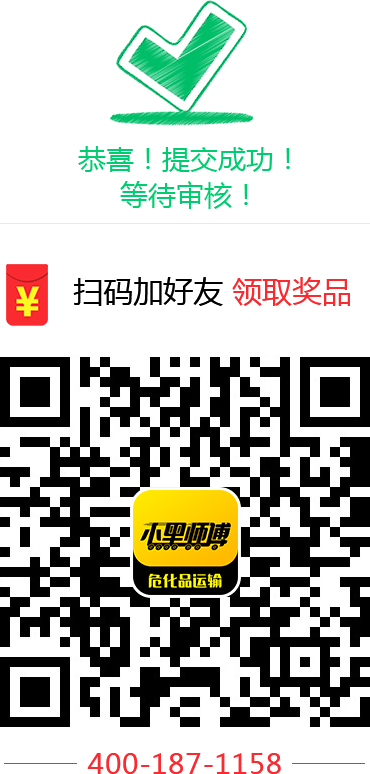 恭喜！提交成功！
等待审核！
¥
扫码加好友 领取奖品
不黑师傅
危化品运输
400-187-1158